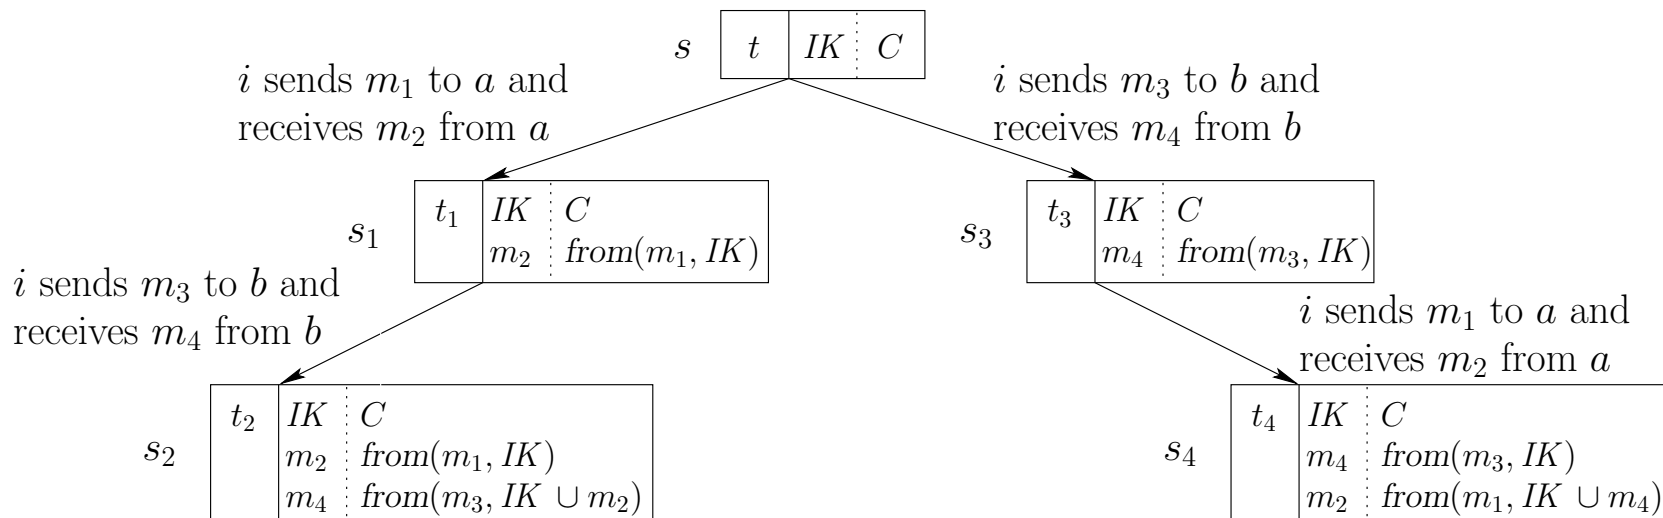 s t IK C
i sends m₁ to a and
receives m₂ from a
i sends m₃ to b and
receives m₄ from b
s₁ t₁ IK C
m₂ from(m₁, IK)
s₃ t₃ IK C
m₄ from(m₃, IK)
i sends m₃ to b and
receives m₄ from b
i sends m₁ to a and
receives m₂ from a
s₂ t₂ IK C
m₂ from(m₁, IK)
m₄ from(m₃, IK ∪ m₂)
s₄ t₄ IK C
m₄ from(m₃, IK)
m₂ from(m₁, IK ∪ m₄)